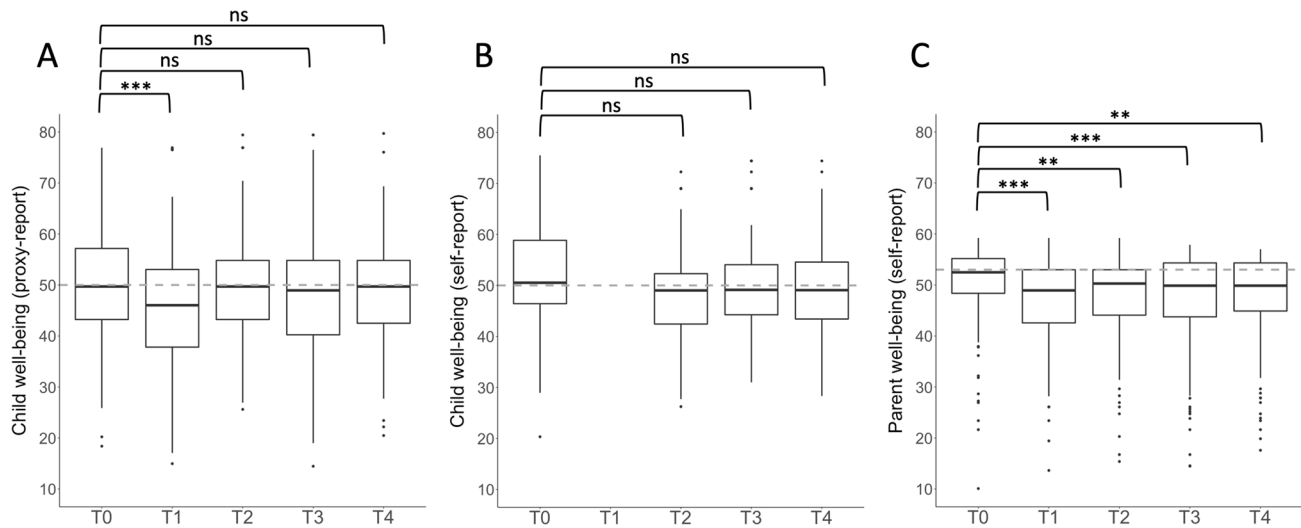 A
ns
ns
ns
***
Child well-being (proxy-report)
80
70
60
50
40
30
20
10
T0 T1 T2 T3 T4
B
ns
ns
ns
Child well-being (self-report)
80
70
60
50
40
30
20
10
T0 T1 T2 T3 T4
C
**
***
**
***
Parent well-being (self-report)
80
70
60
50
40
30
20
10
T0 T1 T2 T3 T4